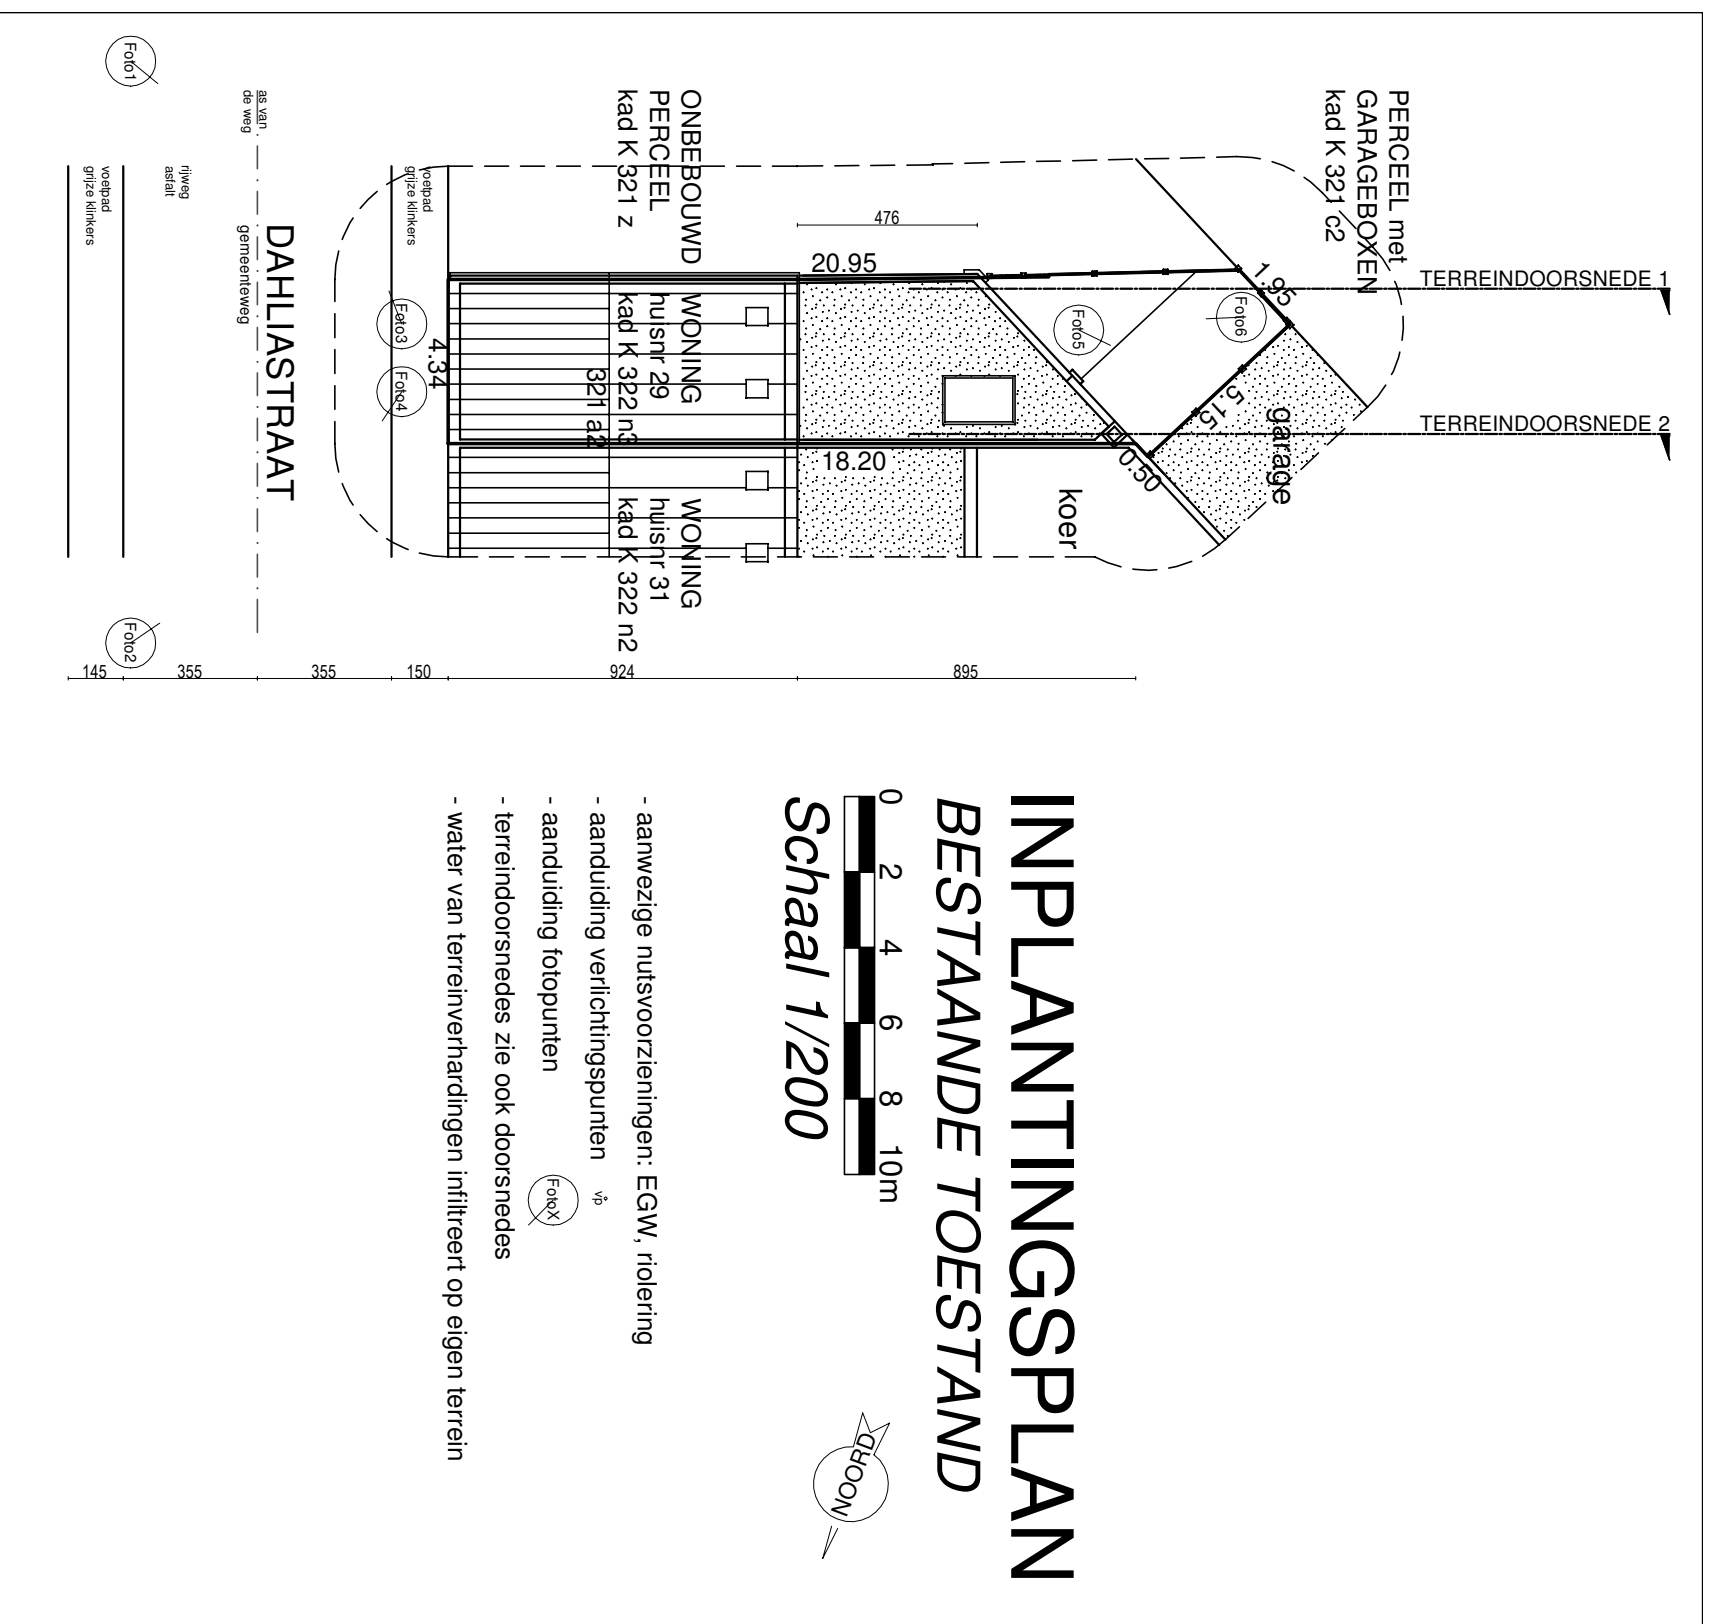 Foto1
as van
de weg
rijweg
asfalt
voetpad
grijze klinkers
DAHLIASTRAAT
gemeenteweg
voetpad
grijze klinkers
ONBEBOUWD
PERCEEL
kad K 321 z
PERCEEL met
GARAGEBOXEN
kad K 321 c2
476
20.95
1.95
TERREINDOORSNEDE 1
Foto3
Foto4
4.34
WONING
huisnr 29
kad K 322 n3
321 a2
Foto5
Foto6
5.15
garage
TERREINDOORSNEDE 2
18.20
0.50
koer
WONING
huisnr 31
kad K 322 n2
Foto2
145
355
355
150
924
895
INPLANTINGSPLAN
BESTAANDE TOESTAND
0 2 4 6 8 10m
Schaal 1/200
- aanwezige nutsvoorzieningen: EGW, riolering
- aanduiding verlichtingspunten vp
- aanduiding fotopunten FotoX
- terreindoorsnedes zie ook doorsnedes
- water van terreinverhardingen infiltreert op eigen terrein
NOORD